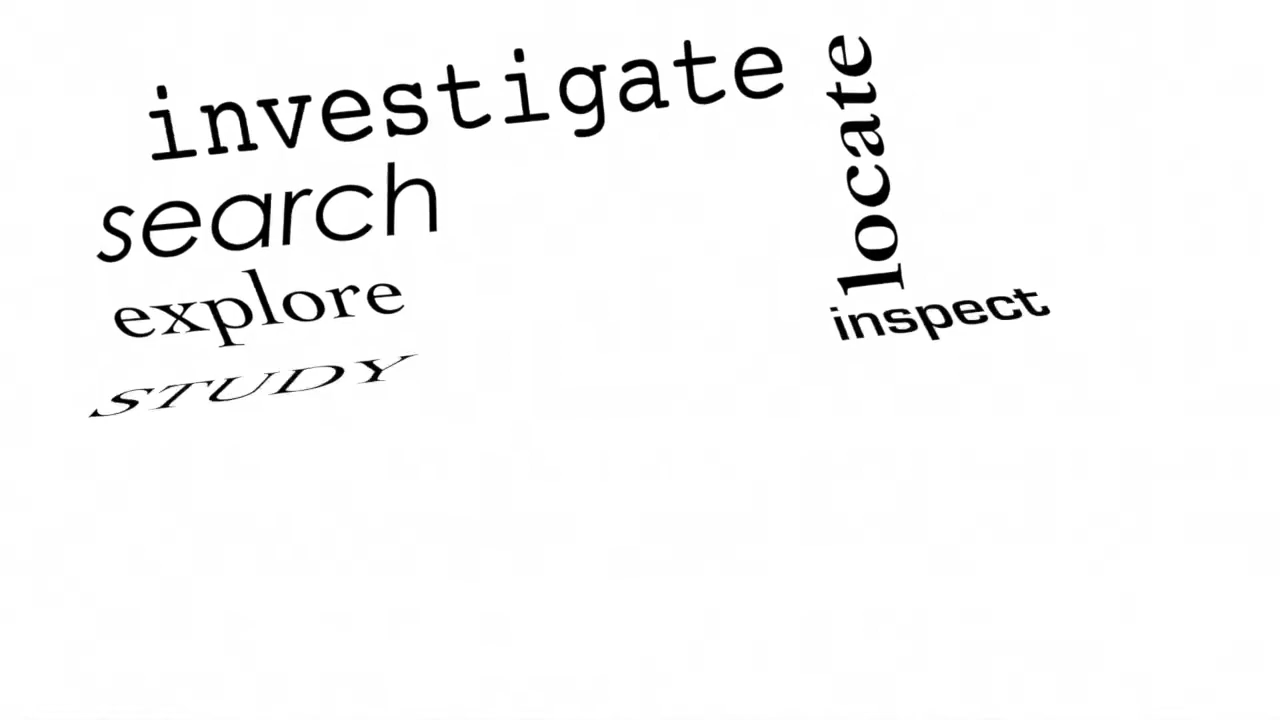 investigate
locate
search
explore
inspect
STUDY